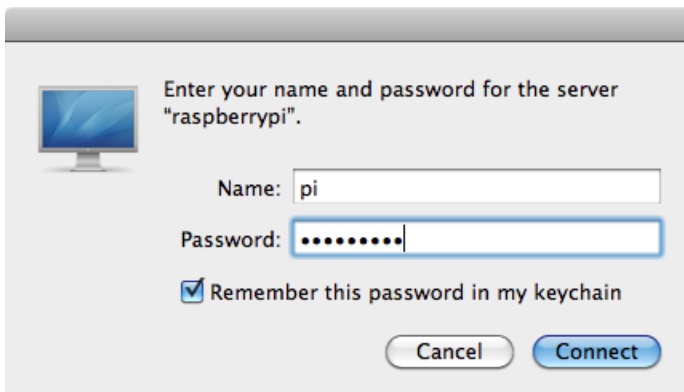 Enter your name and password for the server
“raspberrypi”.
Name: pi
Password: •••••••••
Remember this password in my keychain
Cancel Connect